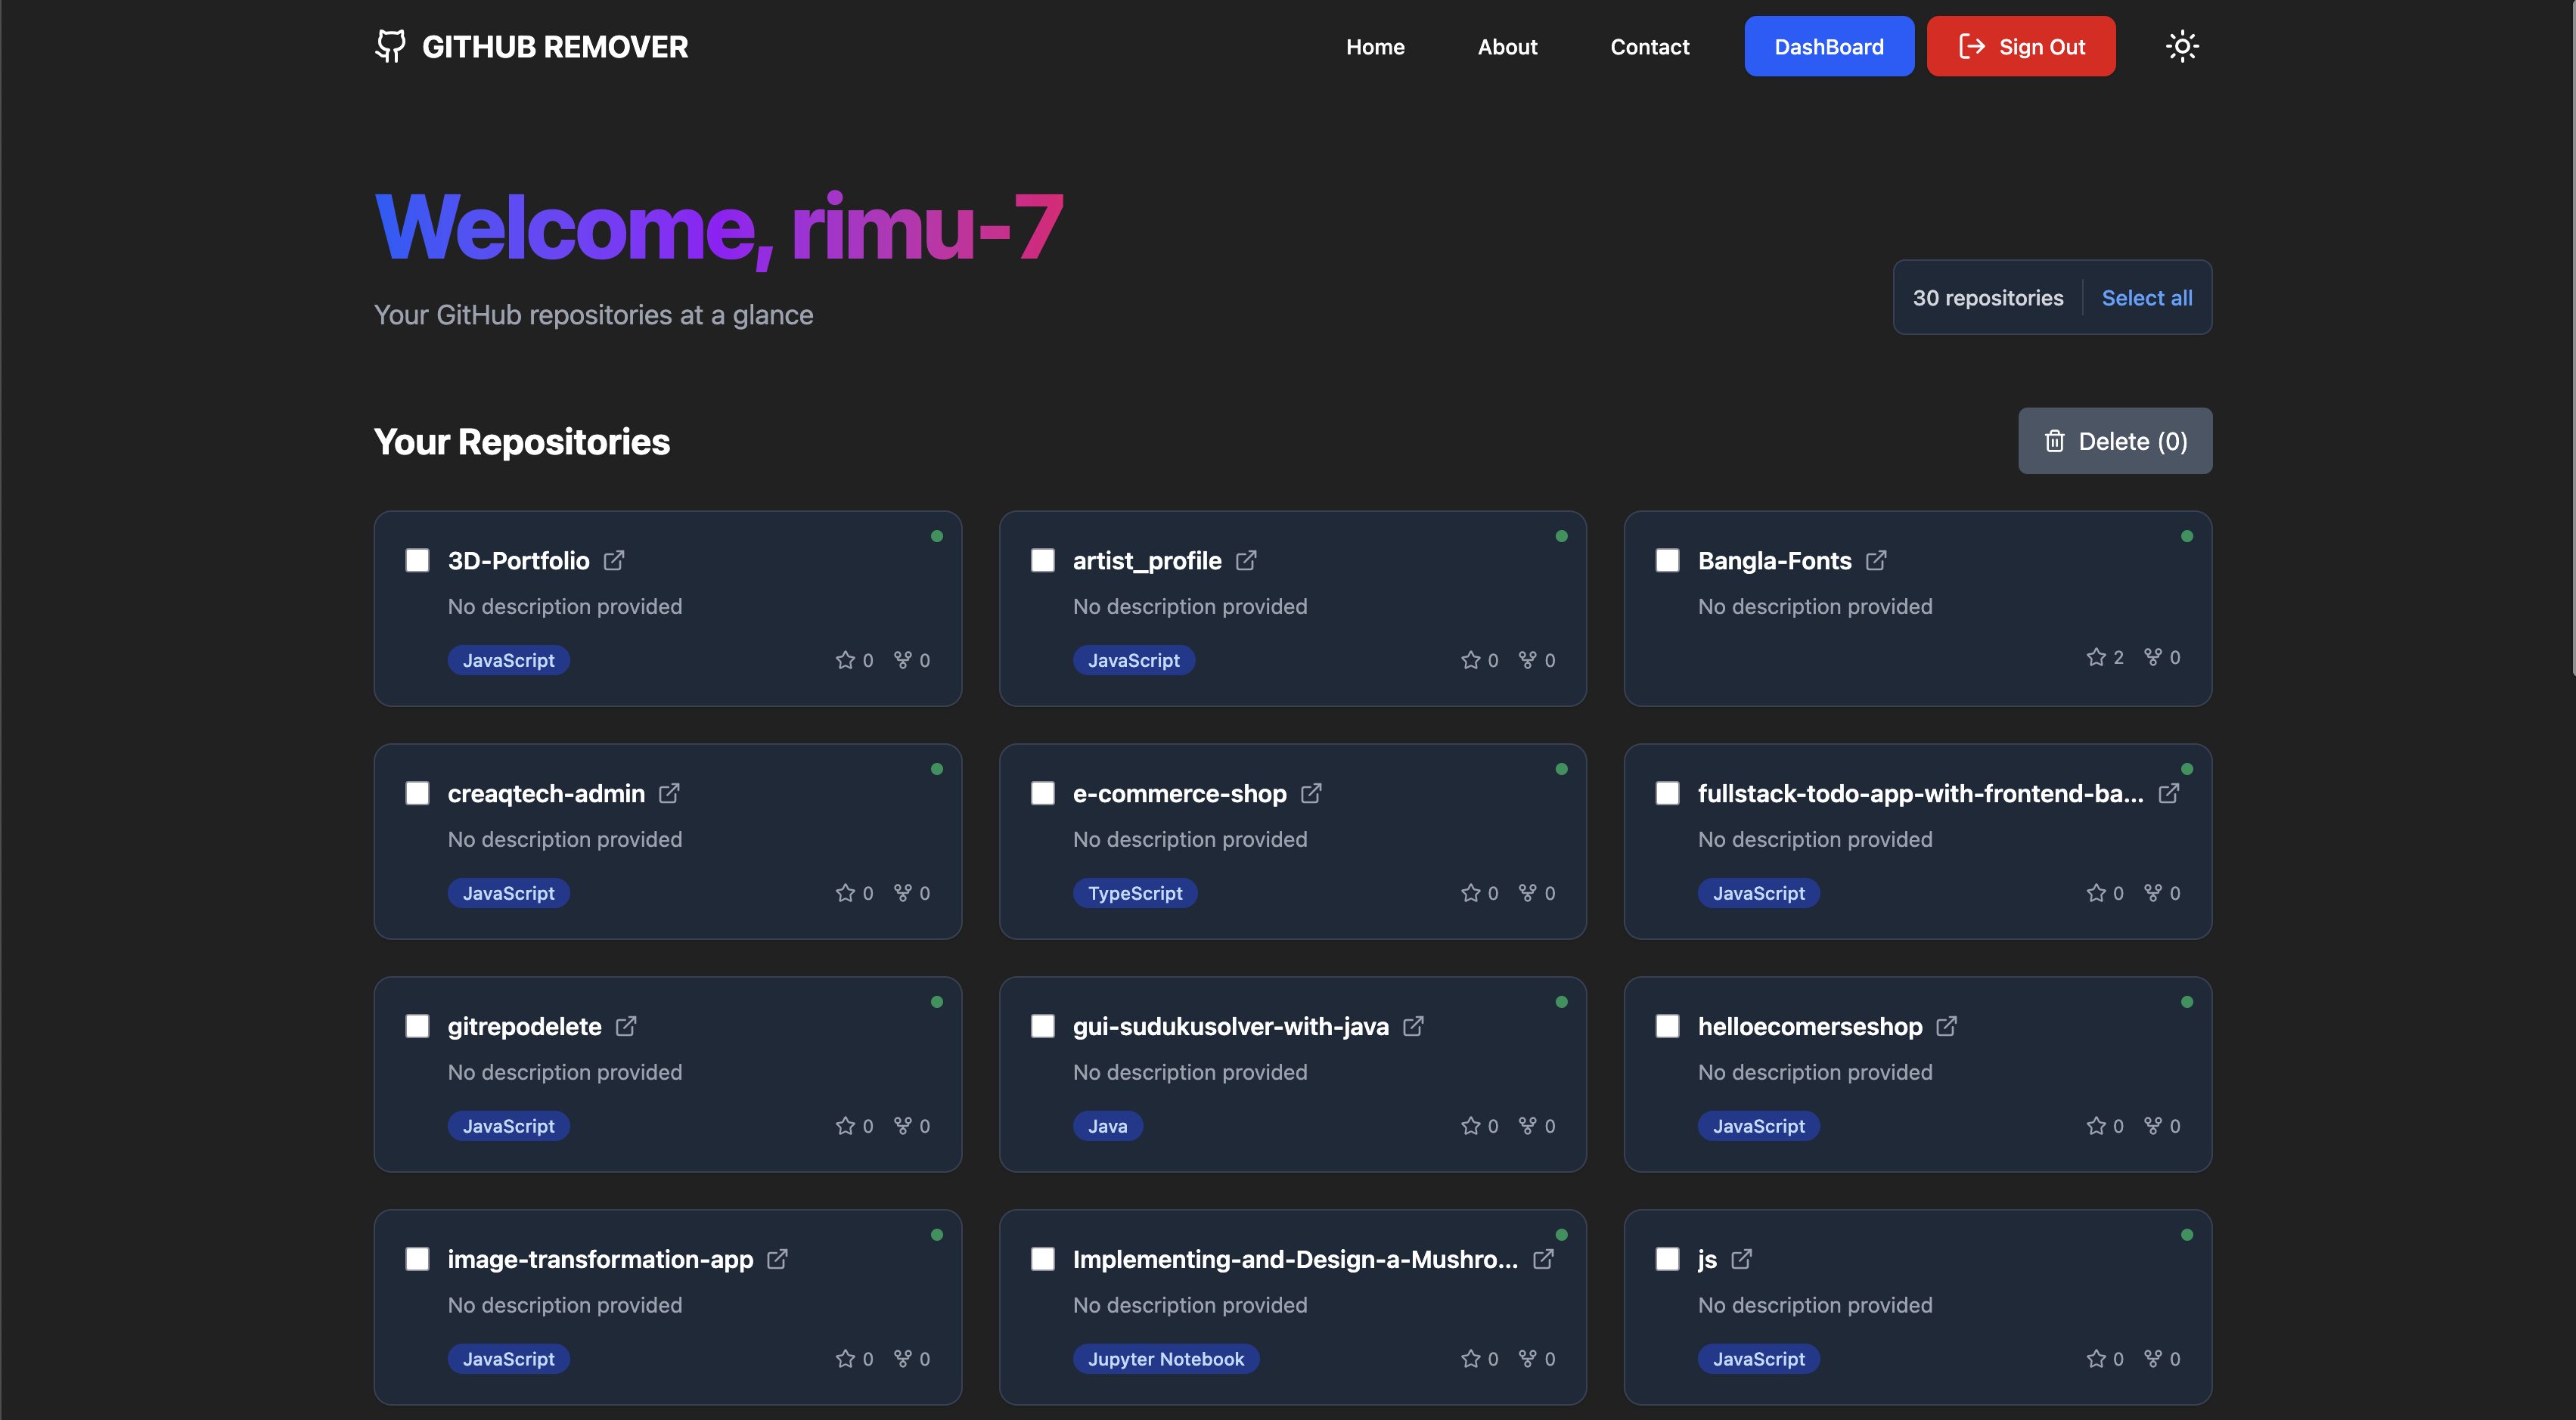 GITHUB REMOVER
Home About Contact DashBoard Sign Out
Welcome, rimu-7
Your GitHub repositories at a glance
30 repositories Select all
Your Repositories
Delete (0)
3D-Portfolio
No description provided
JavaScript 0 0
artist_profile
No description provided
JavaScript 0 0
Bangla-Fonts
No description provided
2 0
creaqtech-admin
No description provided
JavaScript 0 0
e-commerce-shop
No description provided
TypeScript 0 0
fullstack-todo-app-with-frontend-ba...
No description provided
JavaScript 0 0
gitrepodelete
No description provided
JavaScript 0 0
gui-sudukusolver-with-java
No description provided
Java 0 0
helloecomerseshop
No description provided
JavaScript 0 0
image-transformation-app
No description provided
JavaScript 0 0
Implementing-and-Design-a-Mushro...
No description provided
Jupyter Notebook 0 0
js
No description provided
JavaScript 0 0